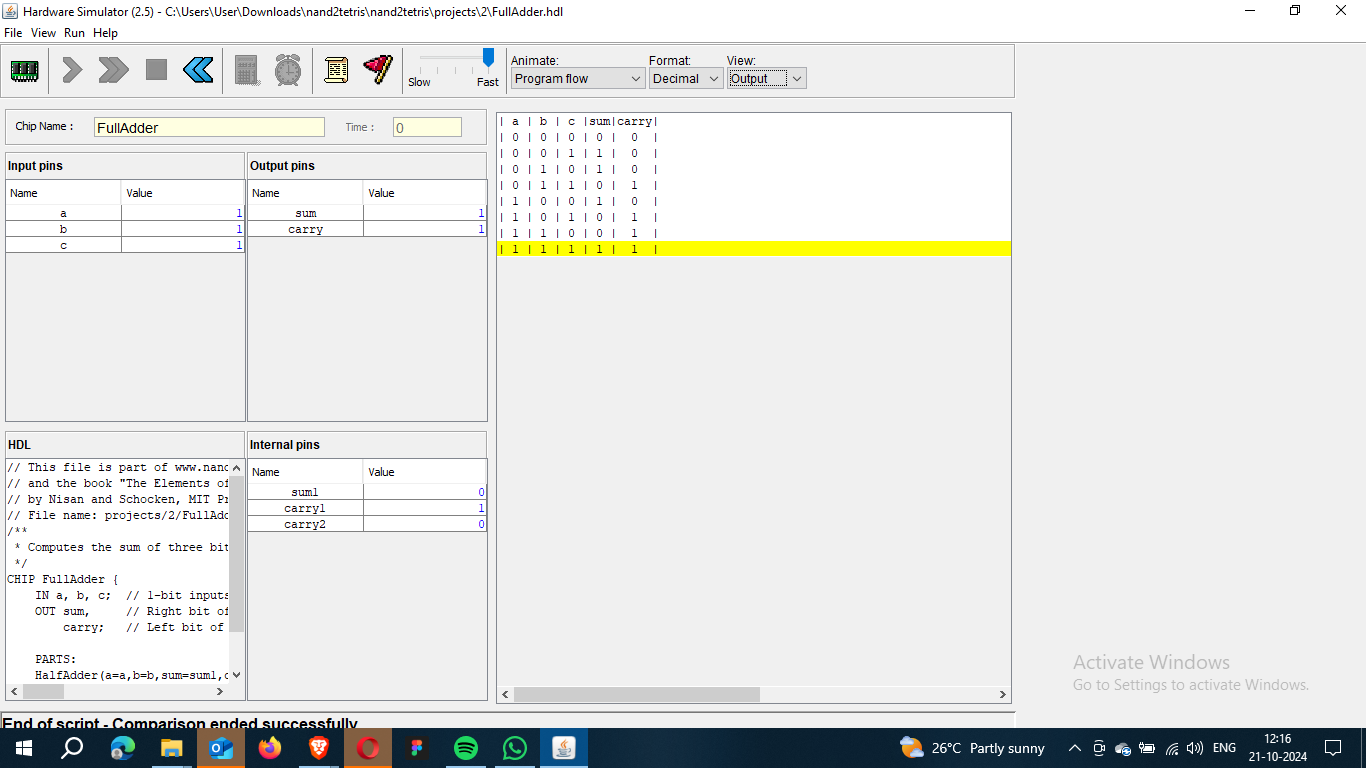 Hardware Simulator (2.5) - C:\Users\User\Downloads\nand2tetris\nand2tetris\projects\2\FullAdder.hdl
File View Run Help
Slow Fast
Animate: Format: View:
Program flow Decimal Output
Chip Name : FullAdder Time : 0
Input pins
Name Value
a 1
b 1
c 1
Output pins
Name Value
sum 1
carry 1
| a | b | c |sum|carry|
| 0 | 0 | 0 | 0 | 0 |
| 0 | 0 | 1 | 1 | 0 |
| 0 | 1 | 0 | 1 | 0 |
| 0 | 1 | 1 | 0 | 1 |
| 1 | 0 | 0 | 1 | 0 |
| 1 | 0 | 1 | 0 | 1 |
| 1 | 1 | 0 | 0 | 1 |
| 1 | 1 | 1 | 1 | 1 |
HDL
// This file is part of www.nand
// and the book "The Elements of
// by Nisan and Schocken, MIT Pr
// File name: projects/2/FullAdd
/**
* Computes the sum of three bit
*/
CHIP FullAdder {
IN a, b, c; // 1-bit inputs
OUT sum, // Right bit of
carry; // Left bit of
PARTS:
HalfAdder(a=a,b=b,sum=sum1,c
Internal pins
Name Value
sum1 0
carry1 1
carry2 0
Activate Windows
Go to Settings to activate Windows.
End of script - Comparison ended successfully
26°C Partly sunny ENG 12:16
21-10-2024